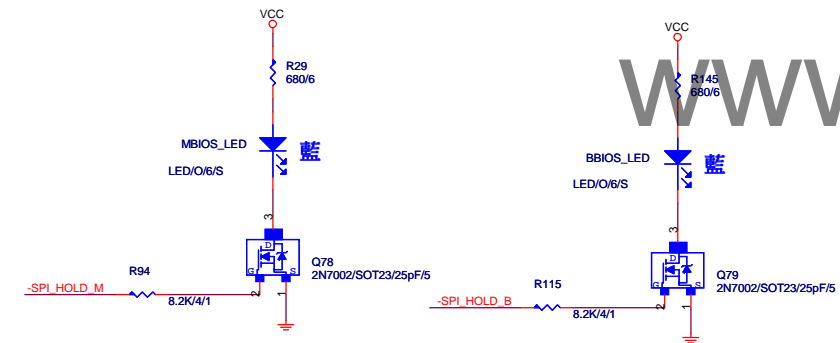 VCC
R29
680/6
MBIOS_LED
藍
LED/O/6/S
3
D
G
S
Q78
2N7002/SOT23/25pF/5
R94
-SPI_HOLD_M
8.2K/4/1
2
1
VCC
www
R145
680/6
BBIOS_LED
藍
LED/O/6/S
3
D
G
S
Q79
2N7002/SOT23/25pF/5
R115
-SPI_HOLD_B
8.2K/4/1
2
1